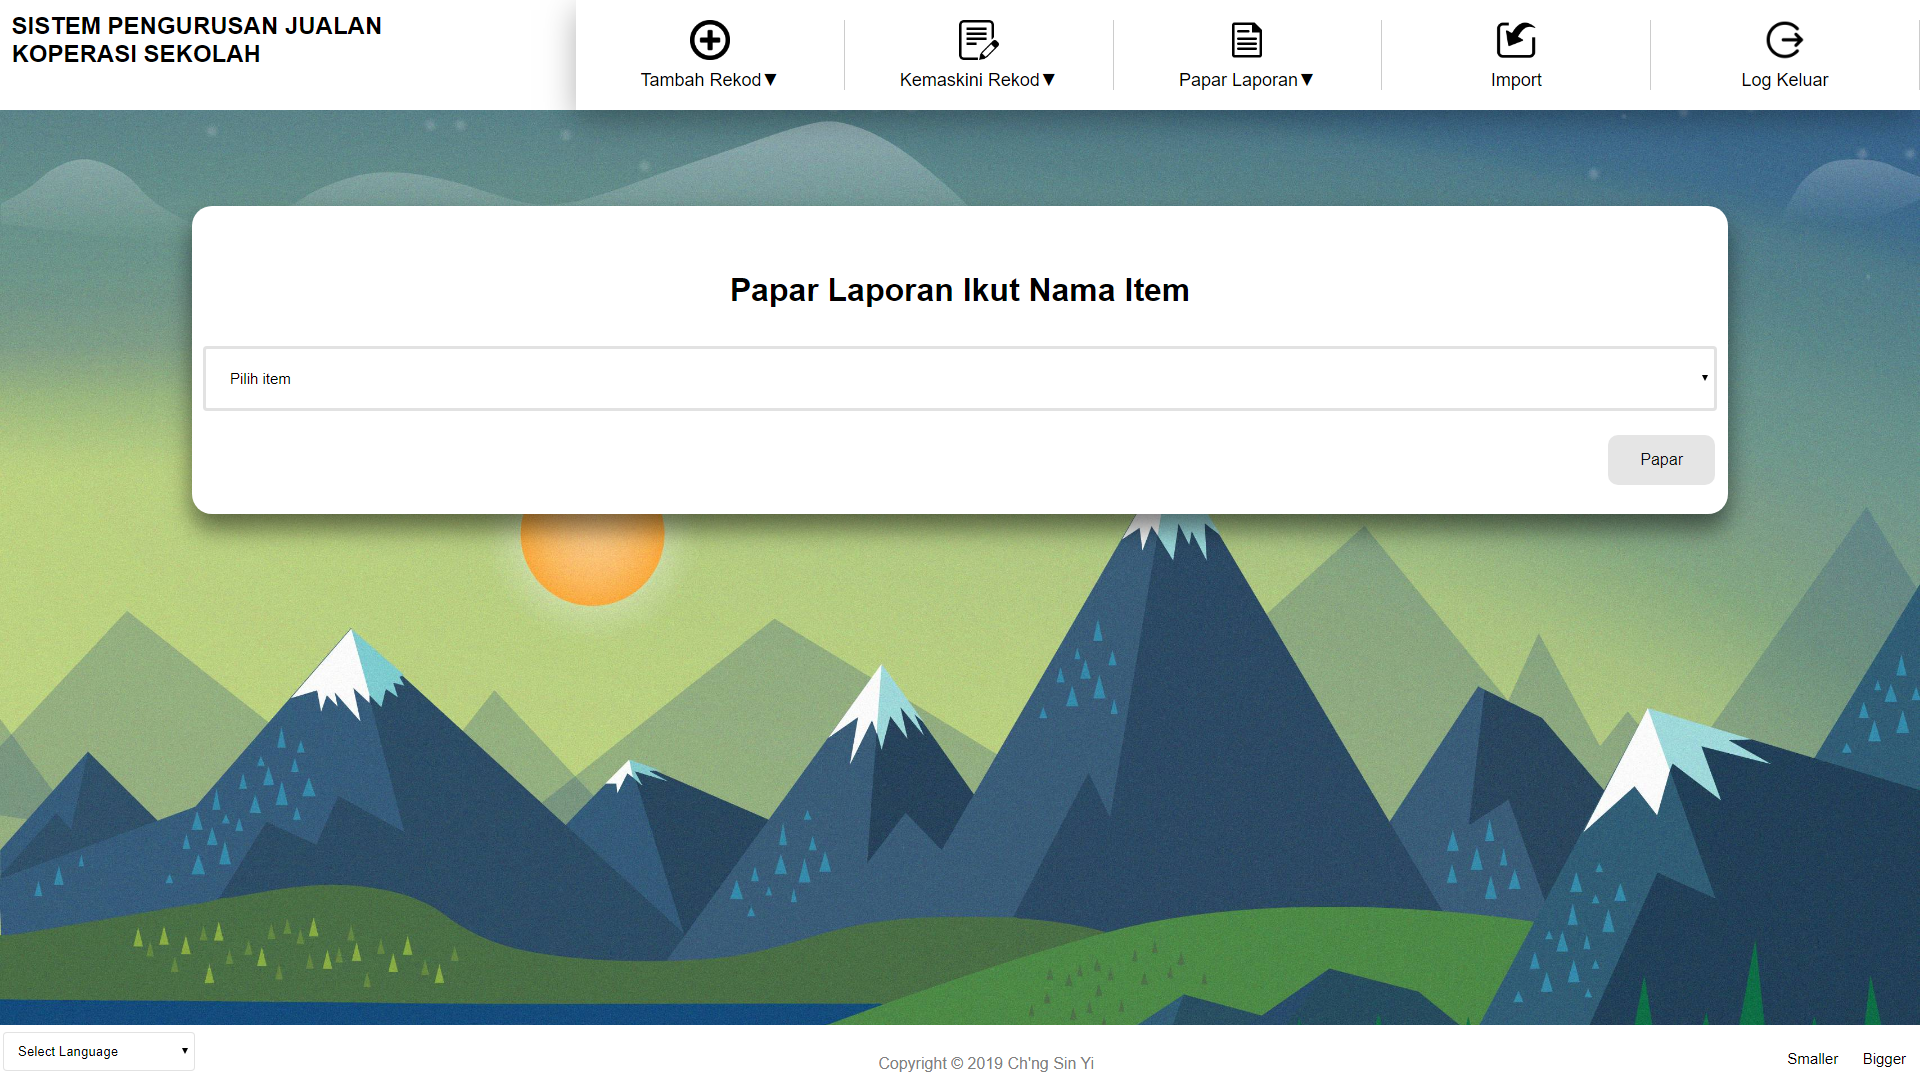 SISTEM PENGURUSAN JUALAN
KOPERASI SEKOLAH
Tambah Rekod▼
Kemaskini Rekod▼
Papar Laporan▼
Import
Log Keluar
Papar Laporan Ikut Nama Item
Pilih item
Papar
Select Language
Copyright © 2019 Ch'ng Sin Yi
Smaller
Bigger